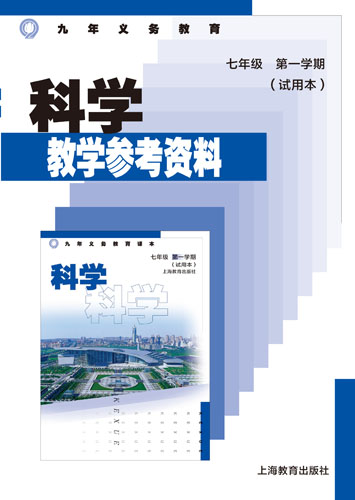 九年义务教育
七年级 第一学期
（试用本）
科学
教学参考资料
九年义务教育课本
七年级 第一学期
（试用本）
上海教育出版社
科学
科学
KEXUE
上海教育出版社